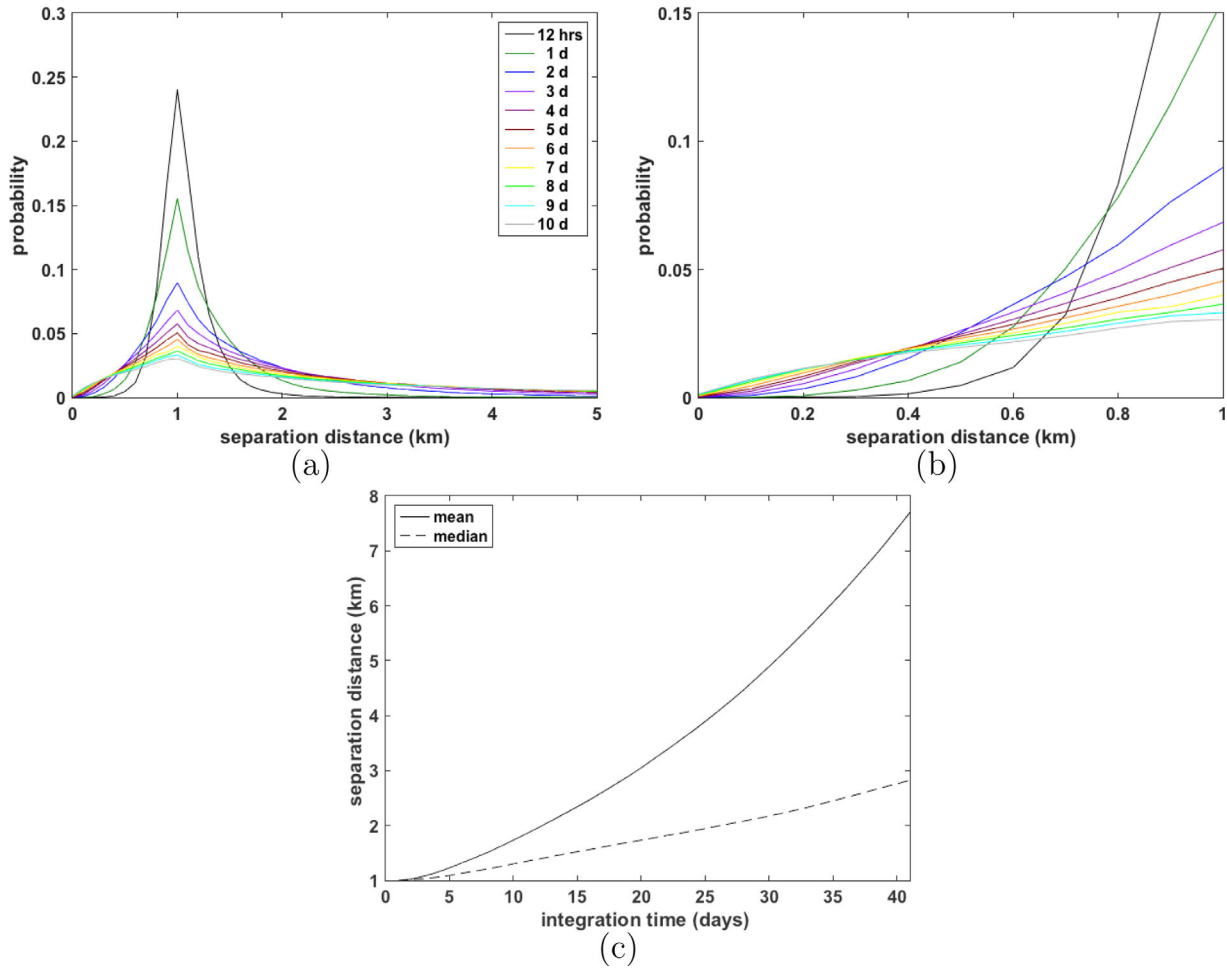 0.3
0.25
0.2
0.15
0.1
0.05
0
probability
0 1 2 3 4 5
separation distance (km)
12 hrs
1 d
2 d
3 d
4 d
5 d
6 d
7 d
8 d
9 d
10 d
(a)
0.15
0.1
0.05
0
probability
0 0.2 0.4 0.6 0.8 1
separation distance (km)
(b)
8
7
6
5
4
3
2
1
separation distance (km)
mean
median
0 5 10 15 20 25 30 35 40
integration time (days)
(c)